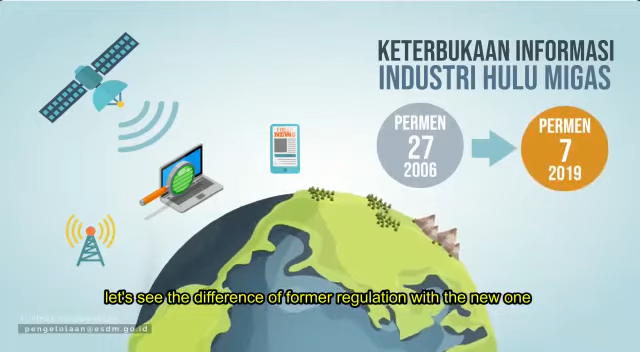 KETERBUKAAN INFORMASI
INDUSTRI HULU MIGAS
PERMEN
27
2006
PERMEN
7
2019
NEWS
let's see the difference of former regulation with the new one
pengelolaan@esdm.go.id